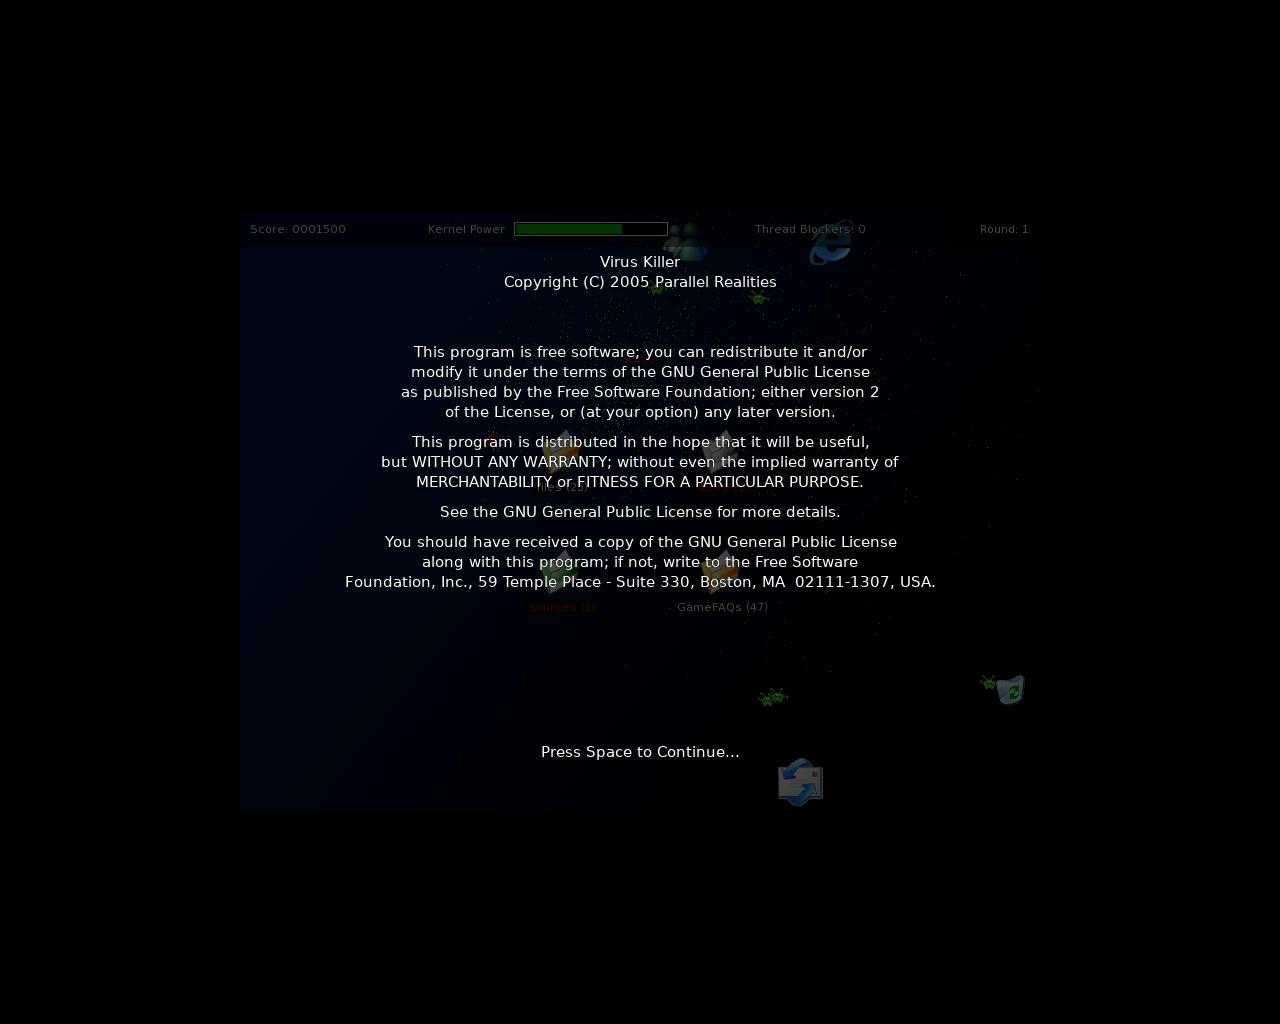 Score: 0001500 Kernel Power Thread Blockers: 0 Round: 1
Virus Killer
Copyright (C) 2005 Parallel Realities
This program is free software; you can redistribute it and/or
modify it under the terms of the GNU General Public License
as published by the Free Software Foundation; either version 2
of the License, or (at your option) any later version.
This program is distributed in the hope that it will be useful,
but WITHOUT ANY WARRANTY; without even the implied warranty of
MERCHANTABILITY or FITNESS FOR A PARTICULAR PURPOSE.
See the GNU General Public License for more details.
You should have received a copy of the GNU General Public License
along with this program; if not, write to the Free Software
Foundation, Inc., 59 Temple Place - Suite 330, Boston, MA  02111-1307, USA.
sources (1) GameFAQs (47)
Press Space to Continue...